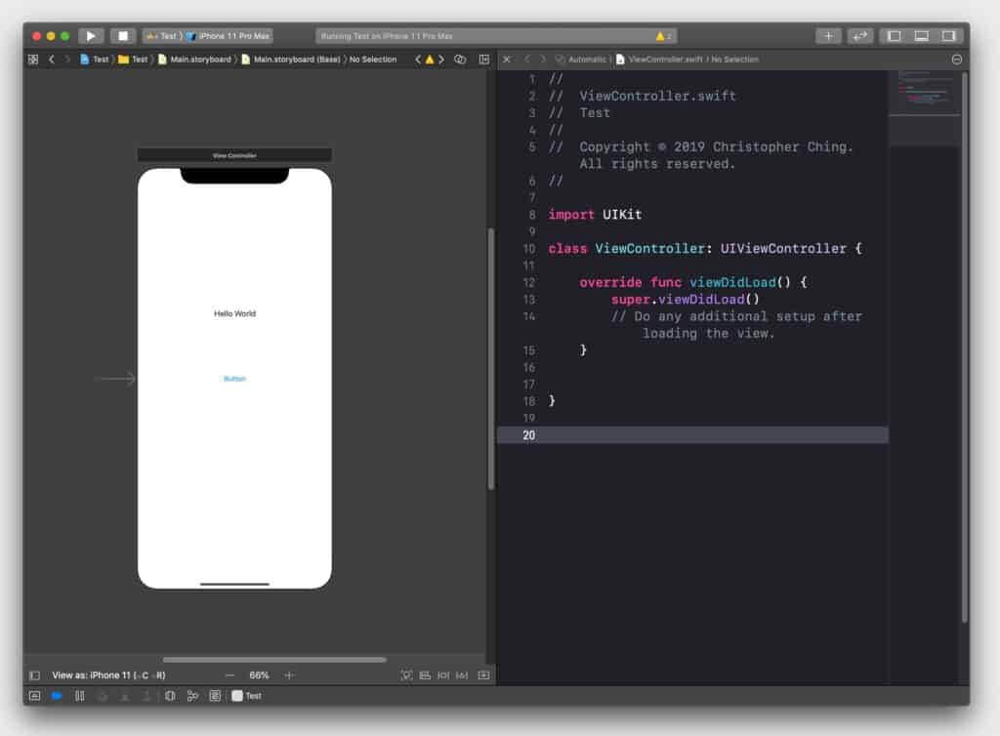 Test 〉 iPhone 11 Pro Max
Running Test on iPhone 11 Pro Max
2
Test 〉 Test 〉 Main.storyboard 〉 Main.storyboard (Base) 〉 No Selection
Automatic 〉 ViewController.swift 〉 No Selection
View Controller
Hello World
Button
View as: iPhone 11 (wC hR)
66%
Test
1 //
2 //  ViewController.swift
3 //  Test
4 //
5 //  Copyright © 2019 Christopher Ching.
All rights reserved.
6 //
7
8 import UIKit
9
10 class ViewController: UIViewController {
11
12     override func viewDidLoad() {
13         super.viewDidLoad()
14         // Do any additional setup after
loading the view.
15     }
16
17
18 }
19
20